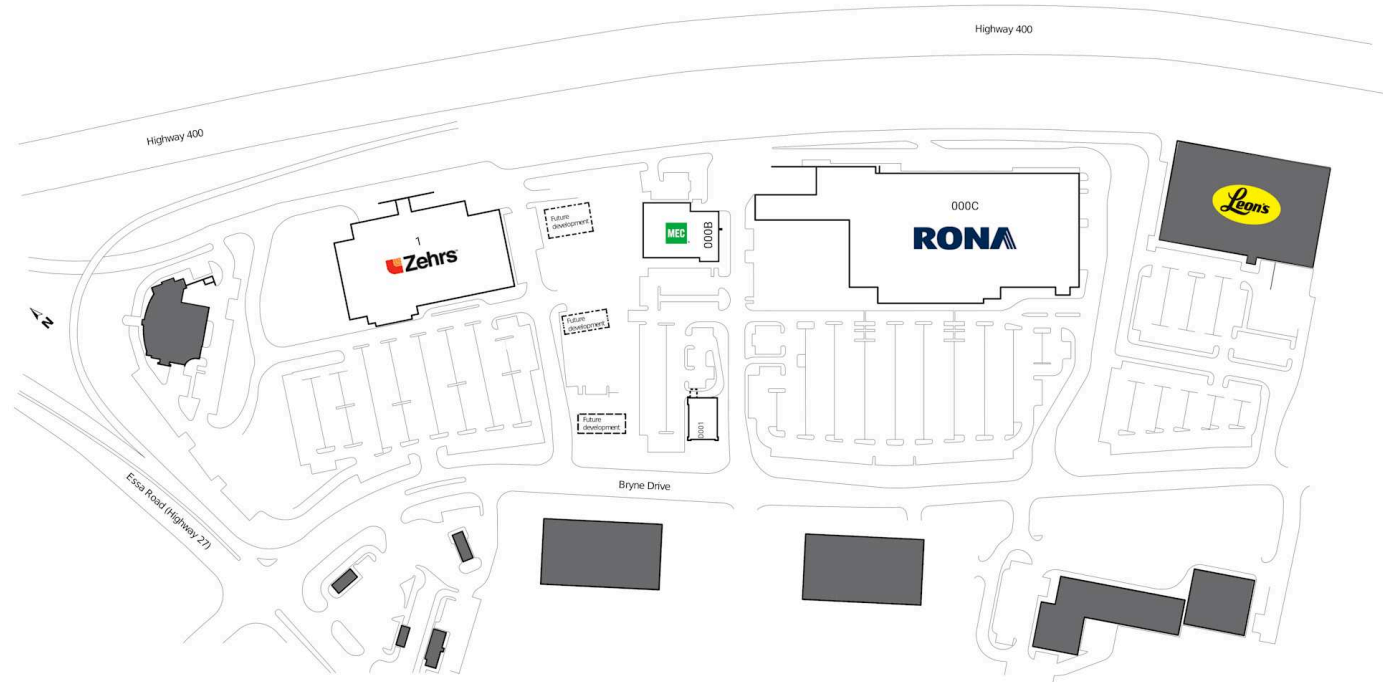 Highway 400
Highway 400
Leon's
000C
RONA
Future
development
MEC
000B
1
Zehrs
N
Future
development
Future
development
0001
Bryne Drive
Essa Road (Highway 27)